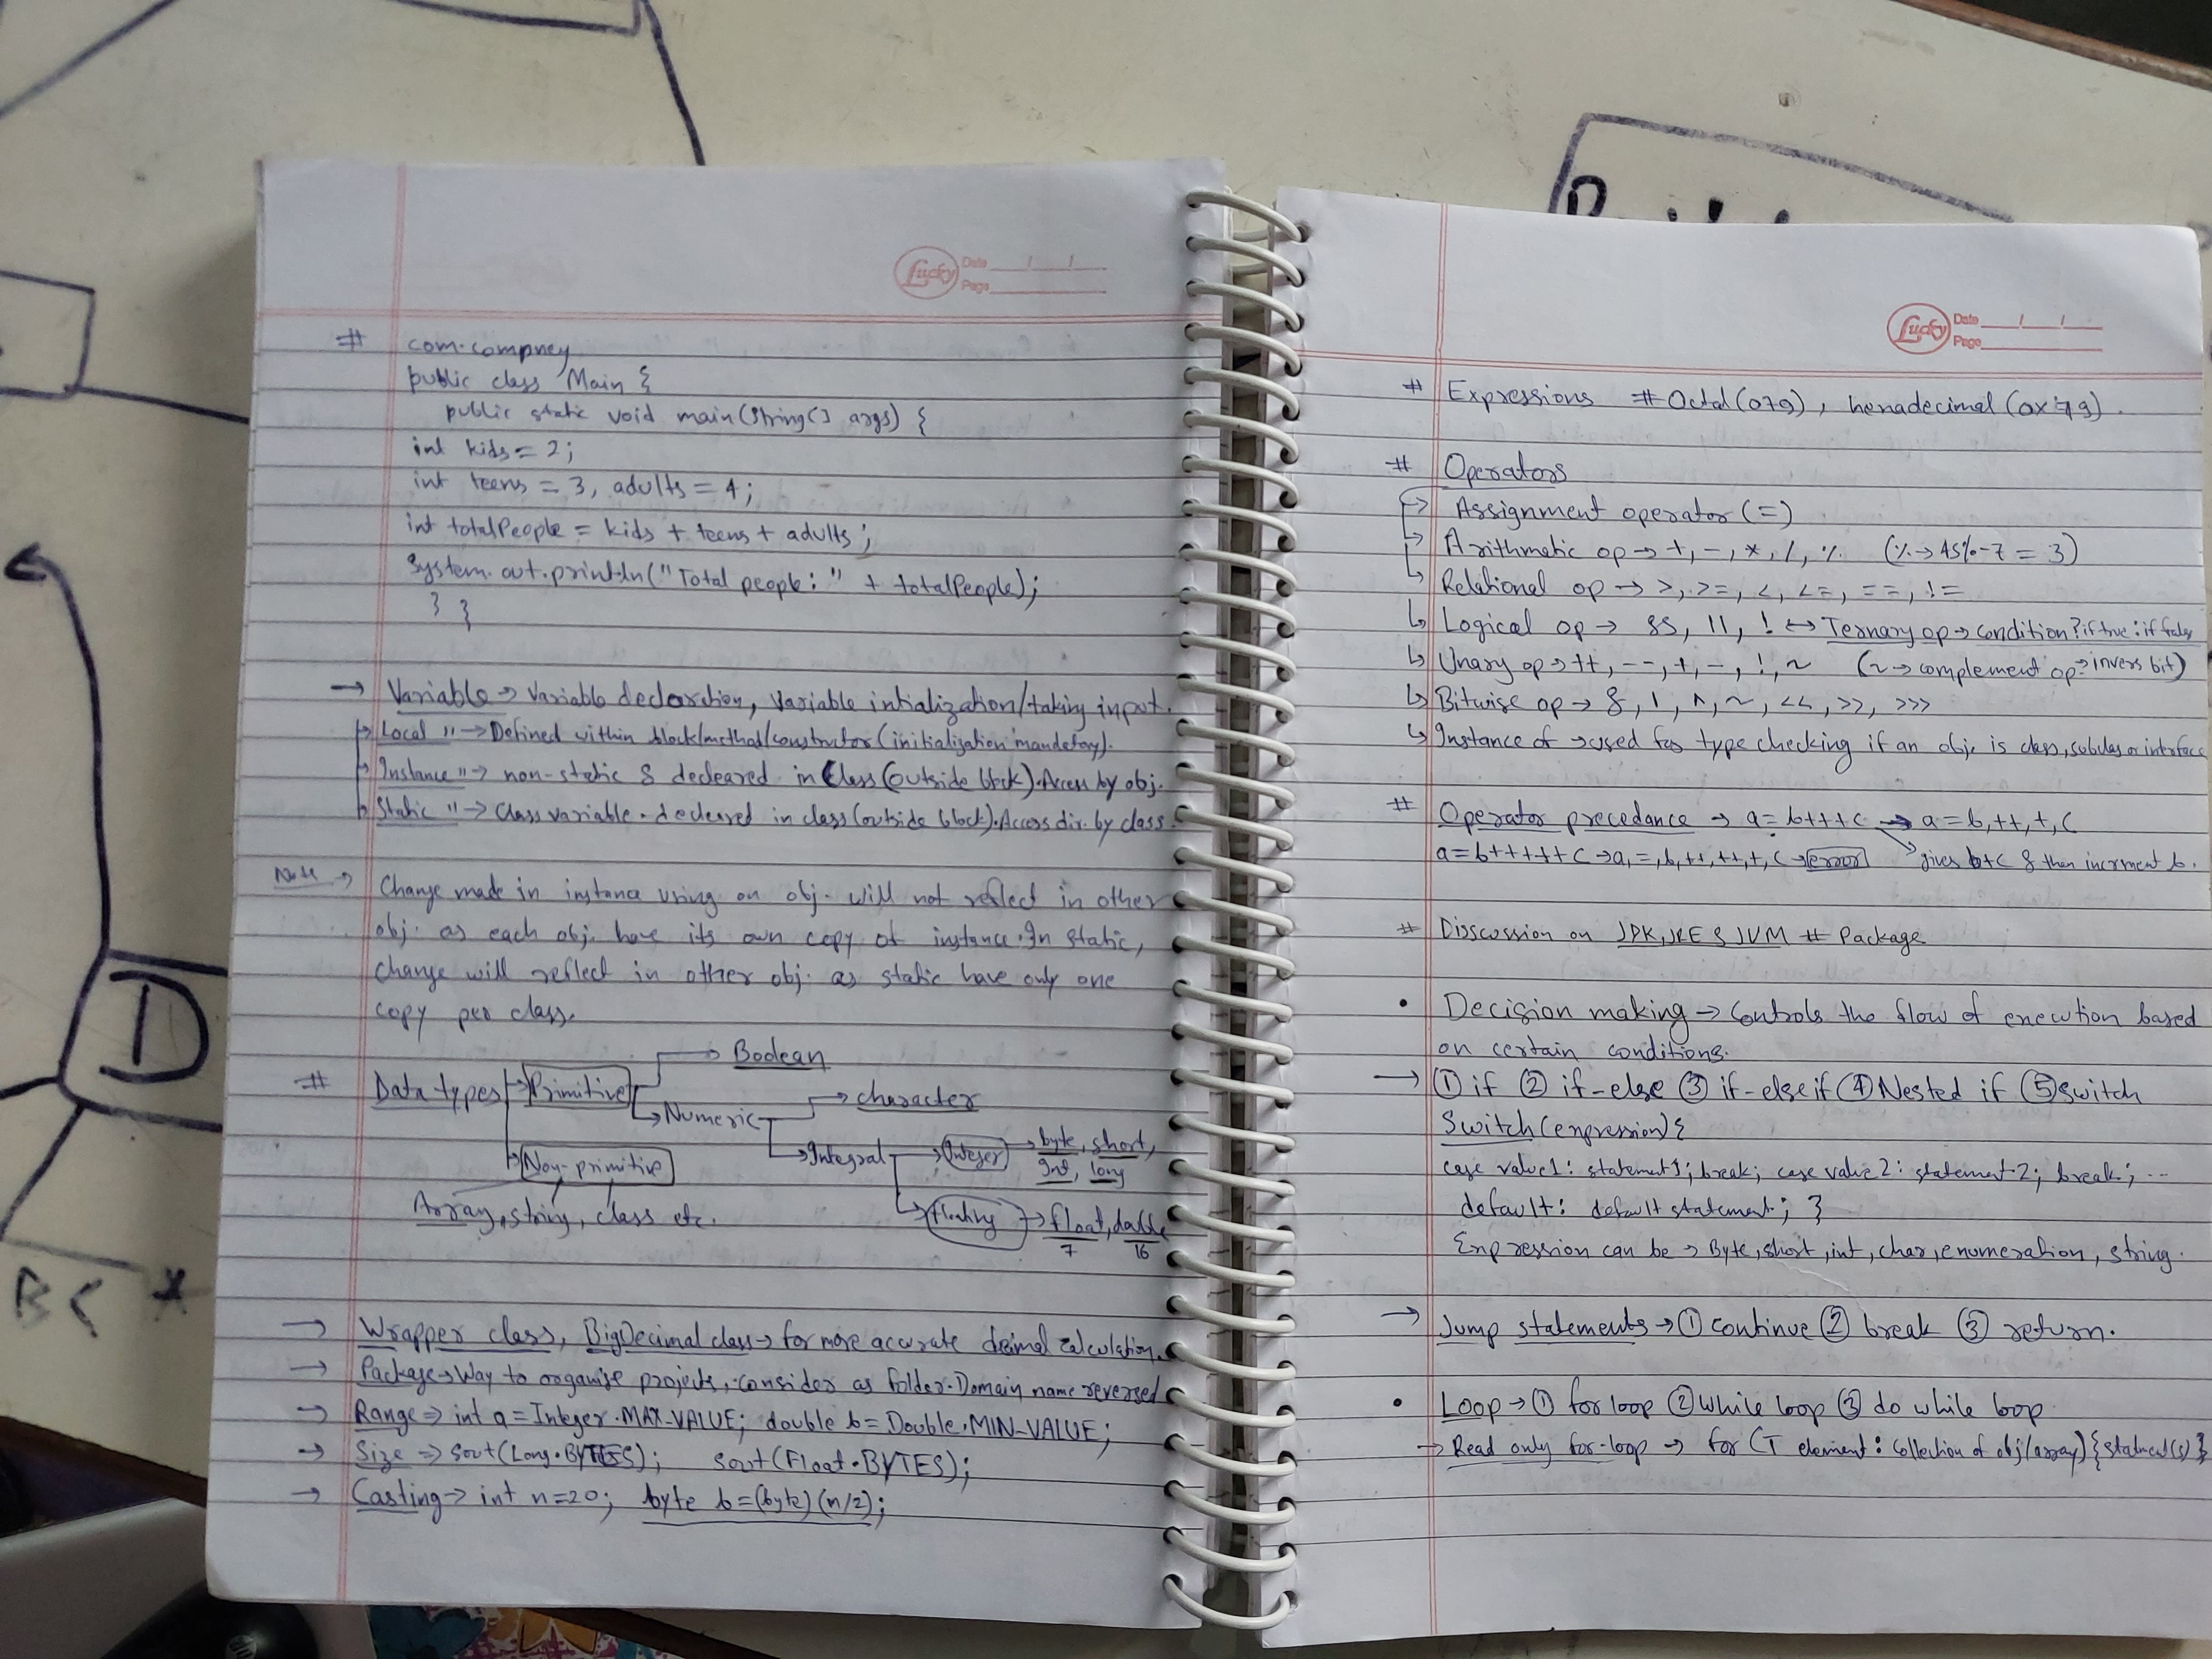 Lucky Date / /
Page
# com.compney
public class Main {
public static void main(String[] args) {
int kids = 2;
int teens = 3, adults = 4;
int totalPeople = kids + teens + adults ;
System.out.println("Total people: " + totalPeople);
} }
→ Variable → Variable declaration, Variable intialization/taking input.
Local " → Defined within block/method/constructor (initialization mandetory).
Instance " → non-static & decleared in Class (outside block). Access by obj.
Static " → Class variable. decleared in class (outside block). Access dir. by class.
Note → Change made in instance using on obj. will not reflect in other
obj. as each obj. have its own copy of instance. In static,
Change will reflect in other obj. as static have only one
copy per class.
→ Boolean
# Data types → Primitive → Numeric → character
→ Integral → Integer → byte, short,
Int, long
Non-primitive
Array, string, class etc.
→ floating → float, double
7 16
→ Wrapper class, BigDecimal class → for more accurate decimal calculation.
→ Package → Way to organise projects, consider as folder. Domain name reversed
→ Range → int a = Integer.MAX_VALUE; double b = Double.MIN_VALUE;
→ Size → sout(Long.BYTES); sout(Float.BYTES);
→ Casting → int n=20; byte b=(byte)(n/2);
Lucky Date / /
Page
# Expressions # Octal (079), hexadecimal (0x79).
# Operators
→ Assignment operator (=)
→ Arithmetic op → +, -, *, /, % (% → 45%7 = 3)
→ Relational op → >, >=, <, <=, ==, !=
↳ Logical op → &&, ||, ! ↔ Ternary op → condition ? if true : if false
↳ Unary op → ++, --, +, -, !, ~ (~ → complement op → invers bit)
↳ Bitwise op → &, |, ^, ~, <<, >>, >>>
↳ Instance of → used for type checking if an obj. is class, subclass or interface
# Operator precedance → a = b+++c → a = b, ++, +, c
a = b+++++c → a, =, b, ++, ++, +, c → error → gives b+c & then incrment b.
# Disscussion on JDK, JRE & JVM # Package
• Decision making → Controls the flow of execution based
on certain conditions.
→ ① if ② if-else ③ if-else if ④ Nested if ⑤ switch
Switch (expression) {
case value1: statement1; break; case value2: statement2; break; ...
default: default statement; }
Expression can be → Byte, short, int, char, enumeration, string.
→ Jump statements → ① continue ② break ③ return.
• Loop → ① for loop ② while loop ③ do while loop
→ Read only for-loop → for (T element : Collection of obj/array) {statment(s)}
D
BC *